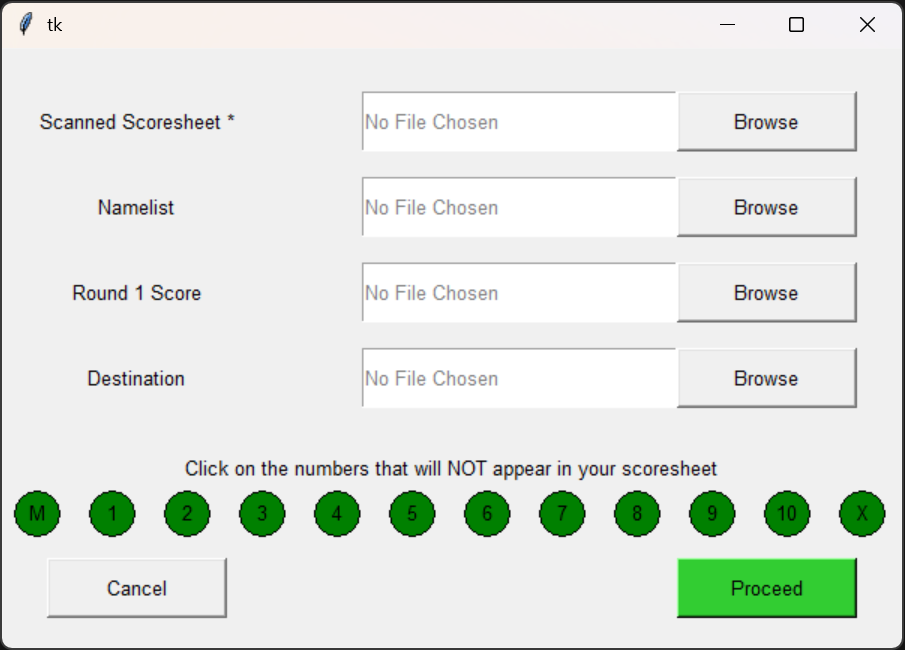 tk
Scanned Scoresheet * No File Chosen Browse
Namelist No File Chosen Browse
Round 1 Score No File Chosen Browse
Destination No File Chosen Browse
Click on the numbers that will NOT appear in your scoresheet
M 1 2 3 4 5 6 7 8 9 10 X
Cancel Proceed